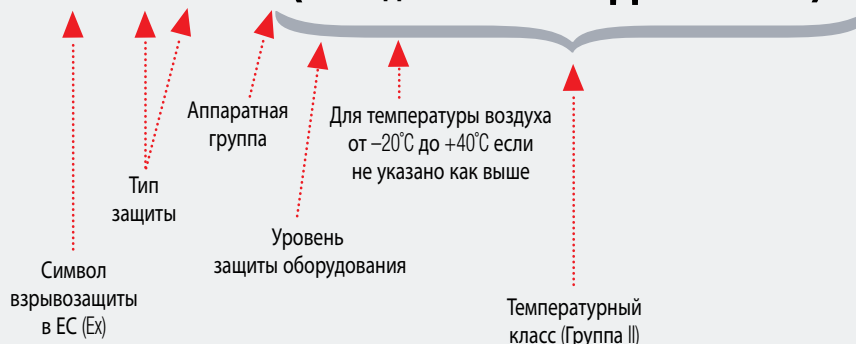 Аппаратная
группа
Для температуры воздуха
от –20°C до +40°C если
не указано как выше
Тип
защиты
Уровень
защиты оборудования
Символ
взрывозащиты
в ЕС (Ex)
Температурный
класс (Группа II)